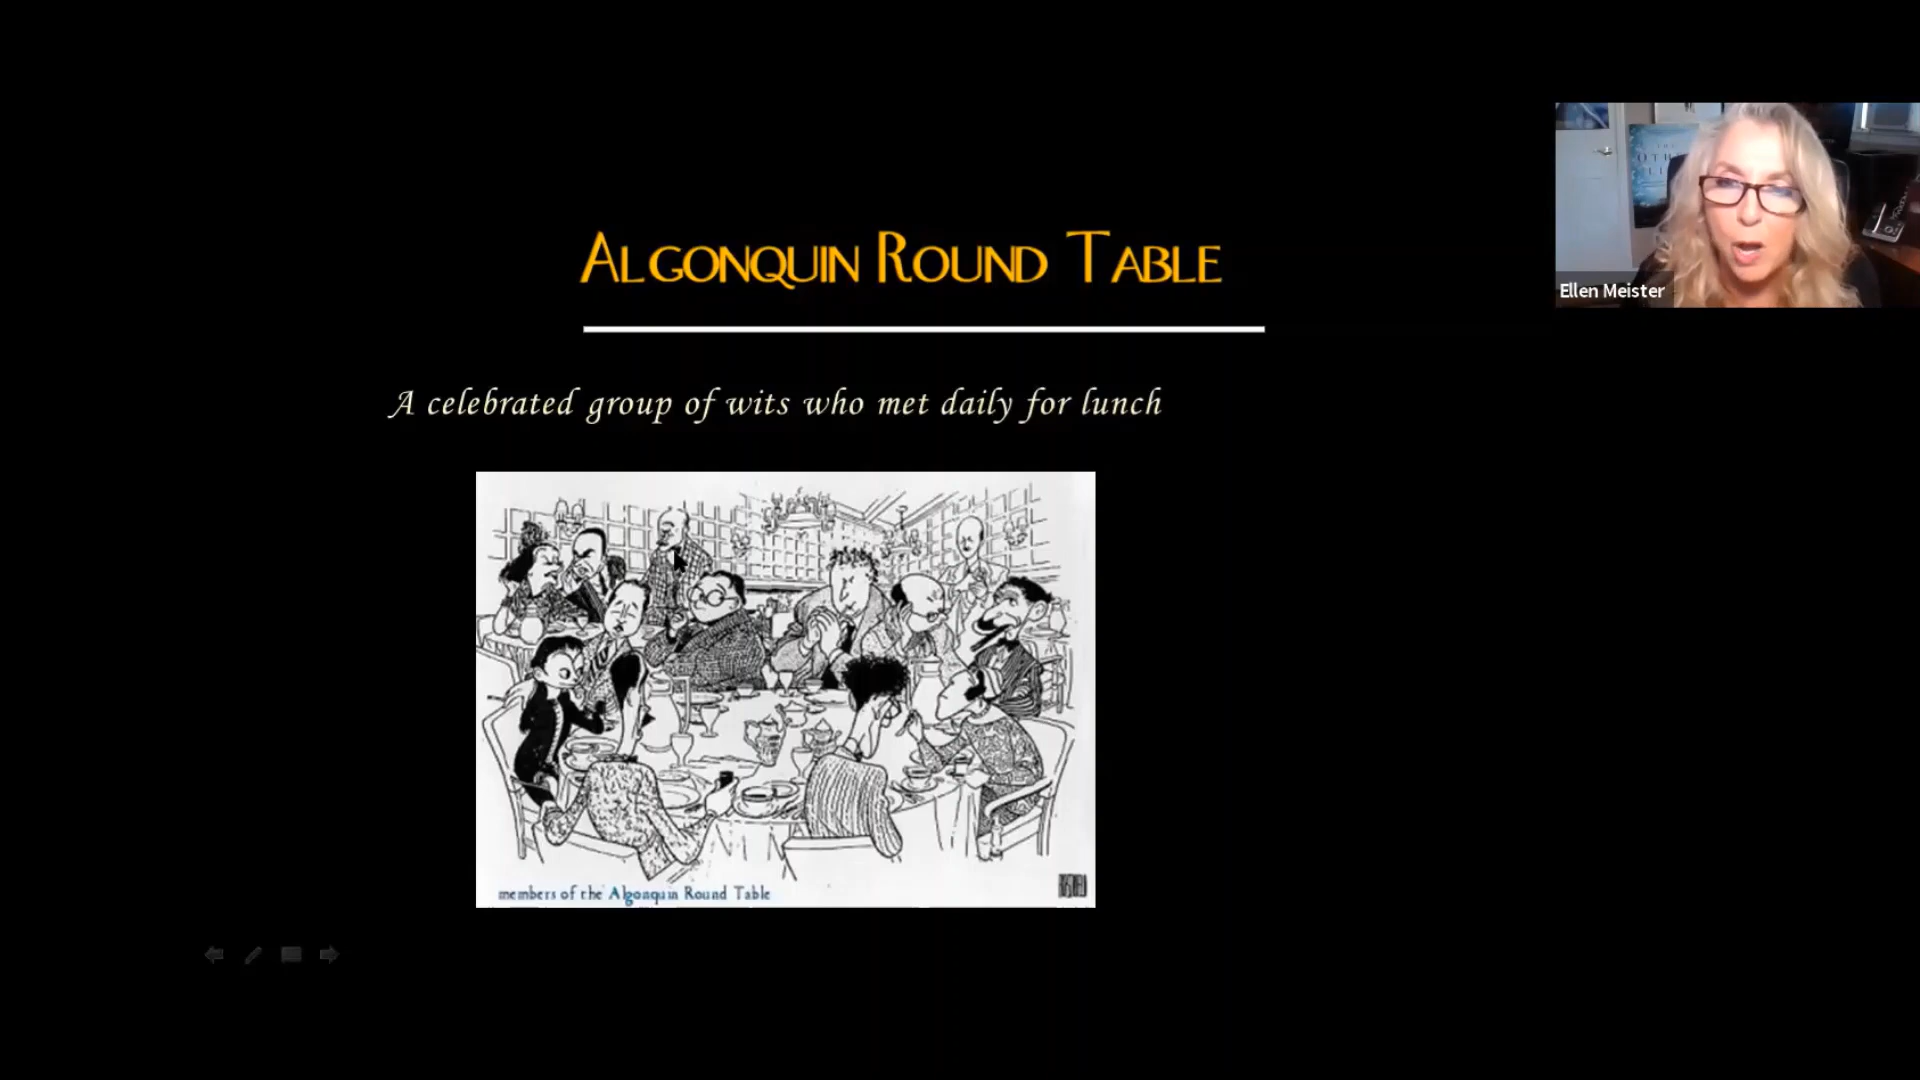 ALGONQUIN ROUND TABLE
A celebrated group of wits who met daily for lunch
members of the Algonquin Round Table
Ellen Meister